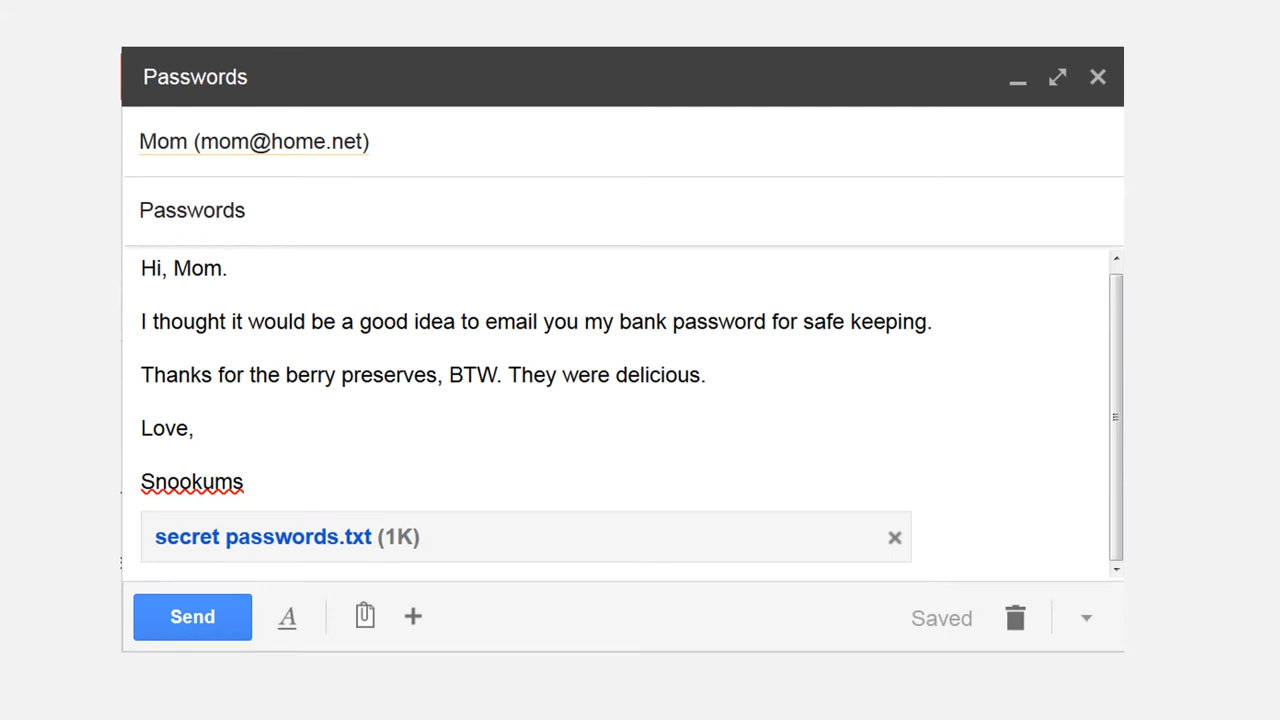 Passwords
Mom (mom@home.net)
Passwords
Hi, Mom.
I thought it would be a good idea to email you my bank password for safe keeping.
Thanks for the berry preserves, BTW. They were delicious.
Love,
Snookums
secret passwords.txt (1K)
Send A Saved